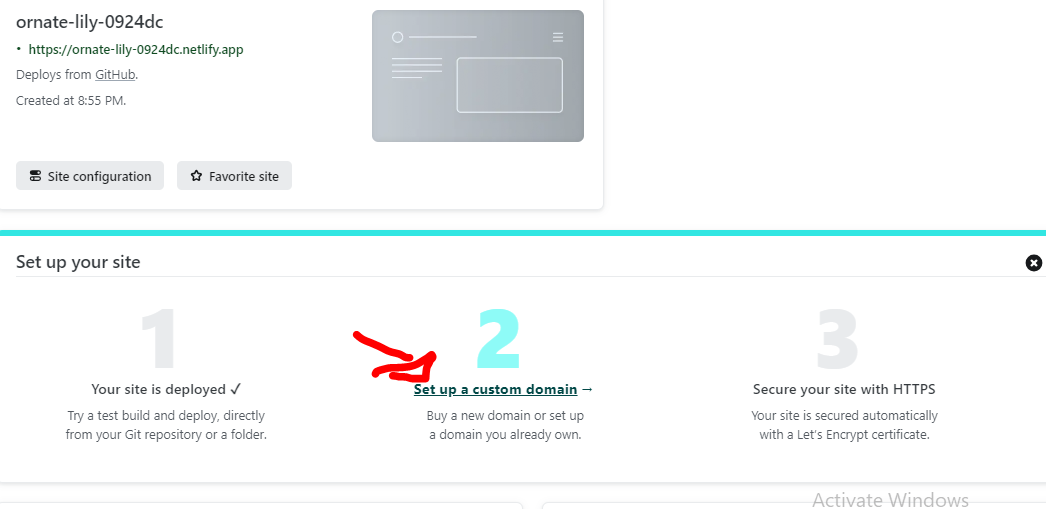 ornate-lily-0924dc
• https://ornate-lily-0924dc.netlify.app
Deploys from GitHub.
Created at 8:55 PM.
Site configuration
Favorite site
Set up your site
1
Your site is deployed ✓
Try a test build and deploy, directly
from your Git repository or a folder.
2
Set up a custom domain →
Buy a new domain or set up
a domain you already own.
3
Secure your site with HTTPS
Your site is secured automatically
with a Let's Encrypt certificate.
Activate Windows